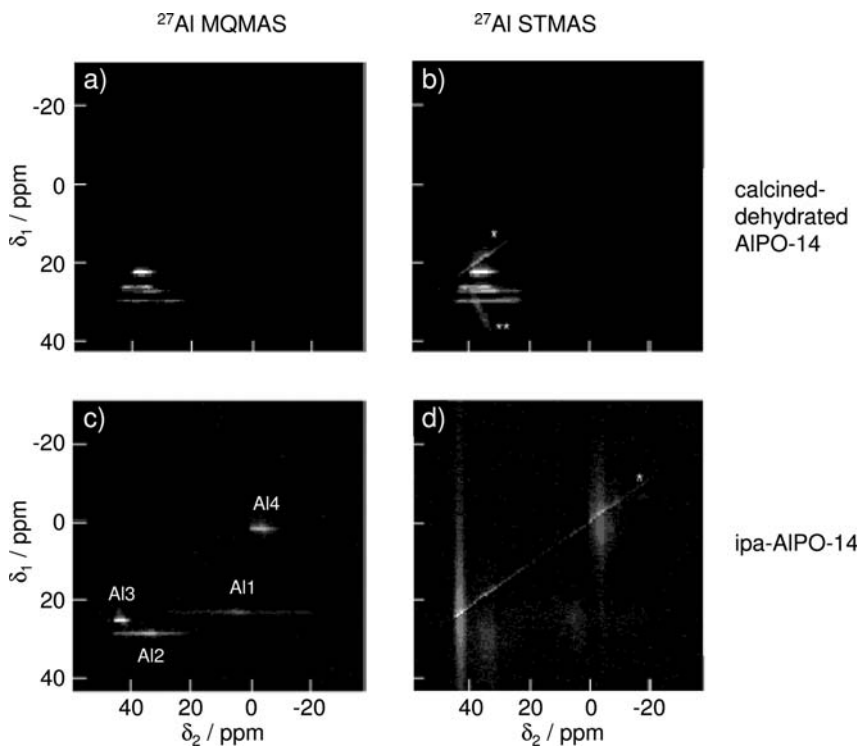 ²⁷Al MQMAS
²⁷Al STMAS
a)
-20
0
20
40
δ₁ / ppm
b)
*
**
calcined-
dehydrated
AlPO-14
c)
-20
0
20
40
δ₁ / ppm
Al4
Al3
Al1
Al2
40 20 0 -20
δ₂ / ppm
d)
*
40 20 0 -20
δ₂ / ppm
ipa-AlPO-14